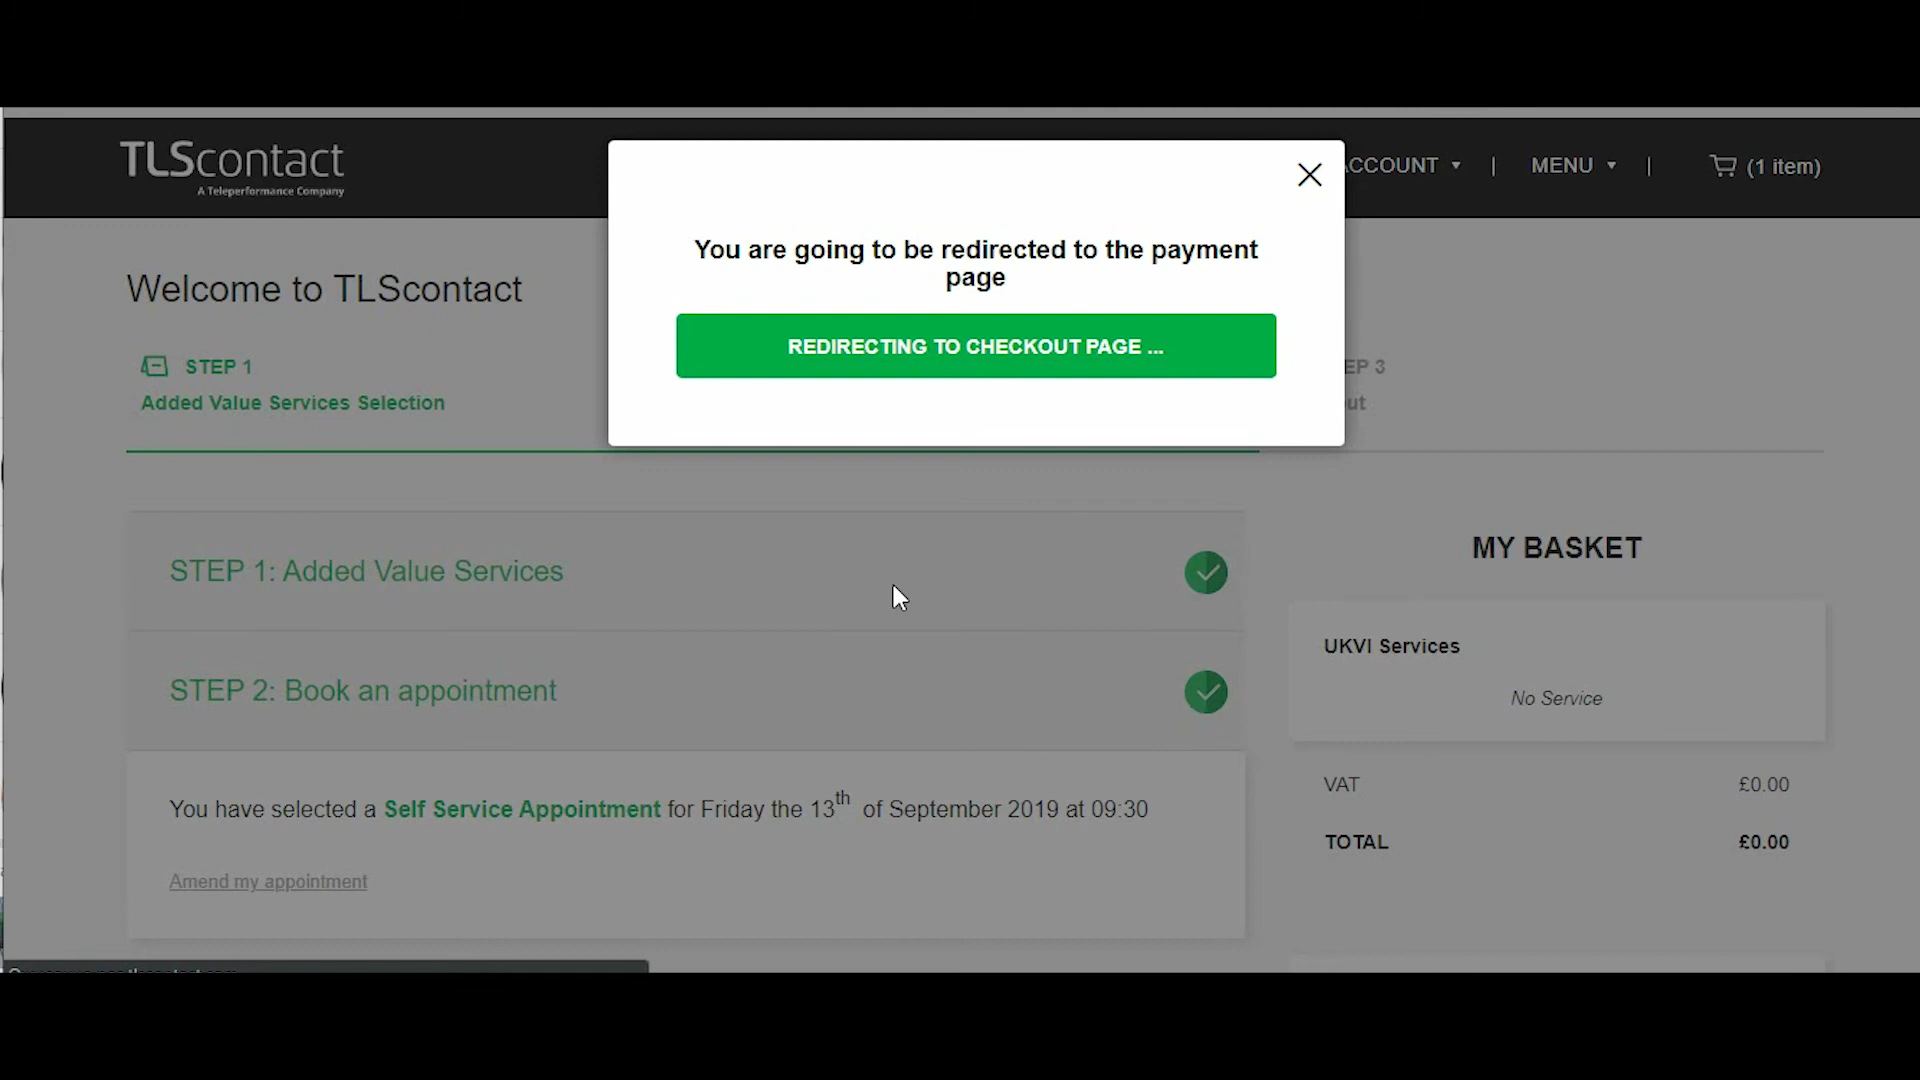 TLScontact
A Teleperformance Company
ACCOUNT
MENU
(1 item)
You are going to be redirected to the payment
page
REDIRECTING TO CHECKOUT PAGE ...
Welcome to TLScontact
STEP 1
Added Value Services Selection
EP 3
out
STEP 1: Added Value Services
STEP 2: Book an appointment
You have selected a Self Service Appointment for Friday the 13th of September 2019 at 09:30
Amend my appointment
MY BASKET
UKVI Services
No Service
VAT £0.00
TOTAL £0.00